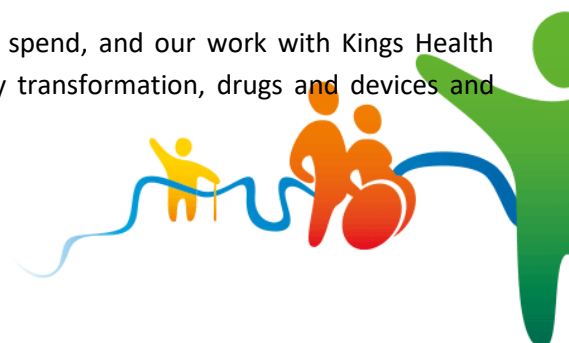 spend, and our work with Kings Health
transformation, drugs and devices and